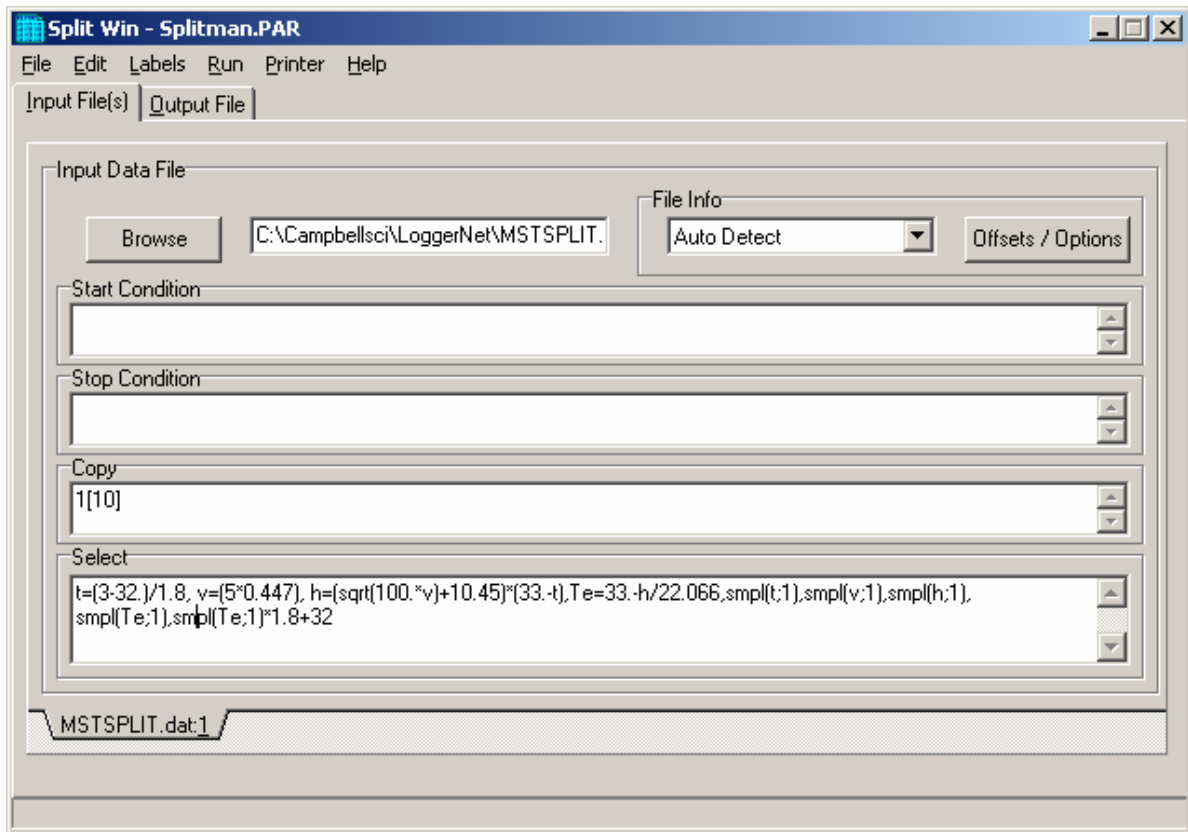 Split Win - Splitman.PAR
File Edit Labels Run Printer Help
Input File(s) Output File
Input Data File
File Info
Browse C:\Campbellsci\LoggerNet\MSTSPLIT. Auto Detect Offsets / Options
Start Condition
Stop Condition
Copy
1[10]
Select
t=(3-32.)/1.8, v=(5*0.447), h=(sqrt(100.*v)+10.45)*(33.-t),Te=33.-h/22.066,smpl(t;1),smpl(v;1),smpl(h;1),
smpl(Te;1),smpl(Te;1)*1.8+32
MSTSPLIT.dat:1